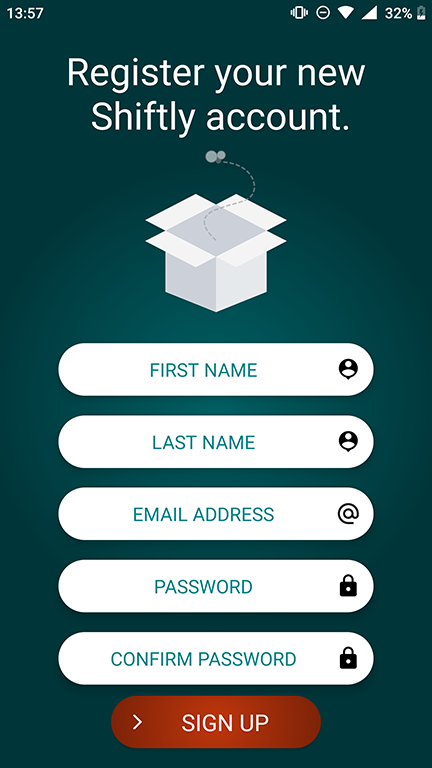 13:57
32%
Register your new
Shiftly account.
FIRST NAME
LAST NAME
EMAIL ADDRESS
@
PASSWORD
CONFIRM PASSWORD
SIGN UP